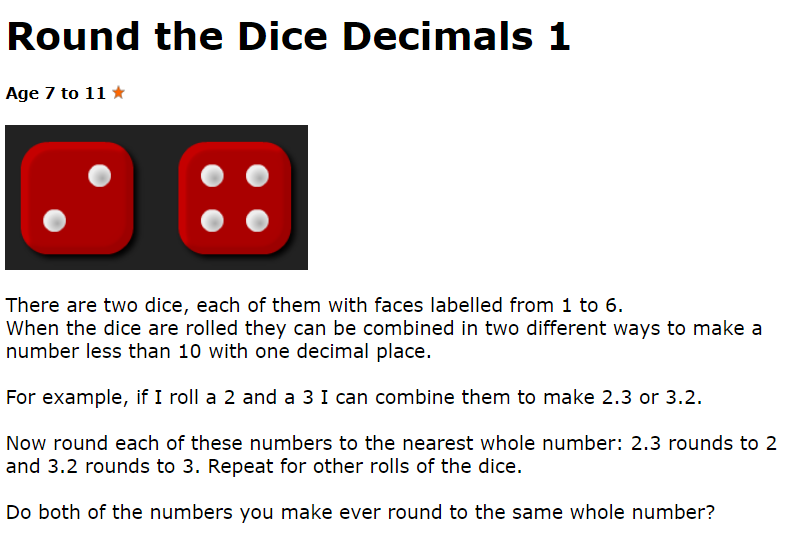 Round the Dice Decimals 1
Age 7 to 11
There are two dice, each of them with faces labelled from 1 to 6.
When the dice are rolled they can be combined in two different ways to make a
number less than 10 with one decimal place.
For example, if I roll a 2 and a 3 I can combine them to make 2.3 or 3.2.
Now round each of these numbers to the nearest whole number: 2.3 rounds to 2
and 3.2 rounds to 3. Repeat for other rolls of the dice.
Do both of the numbers you make ever round to the same whole number?